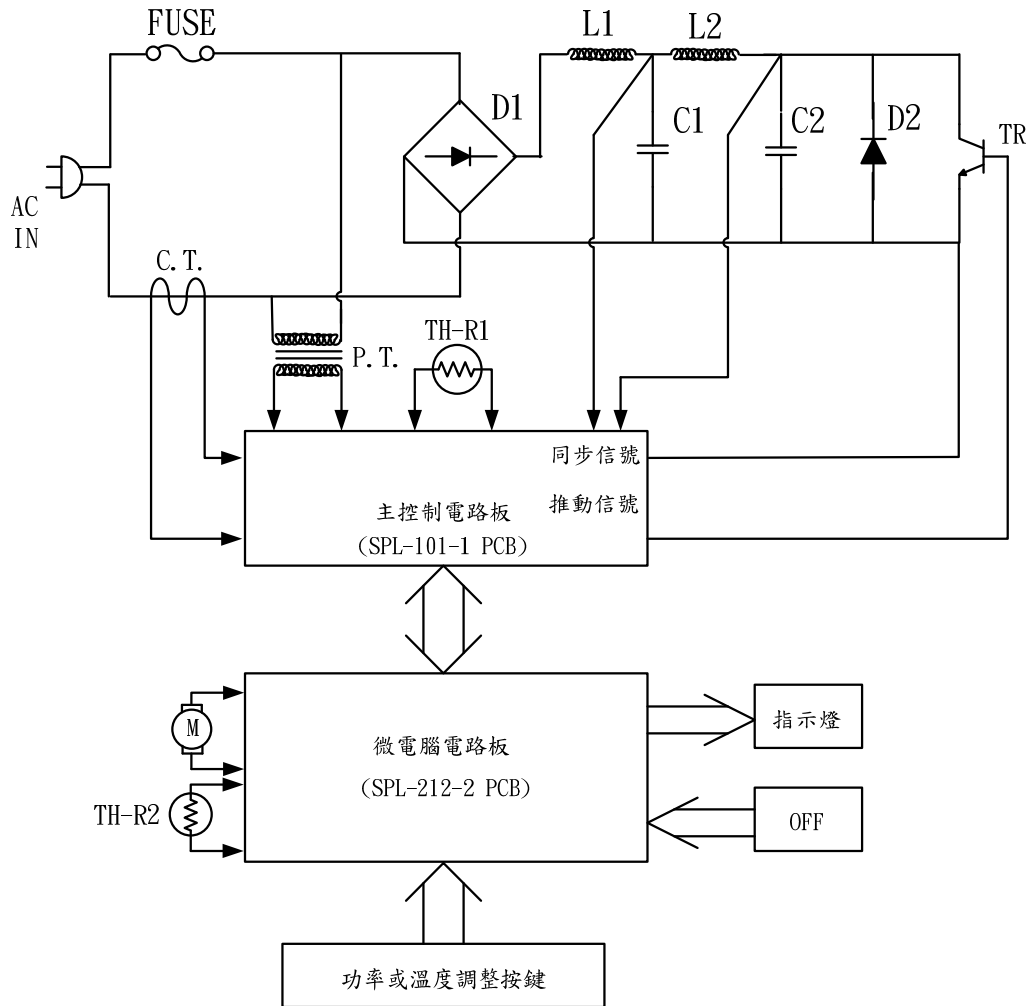 FUSE
L1
L2
D1
C1
C2
D2
TR
AC
IN
C.T.
P.T.
TH-R1
同步信號
推動信號
主控制電路板
(SPL-101-1 PCB)
M
TH-R2
微電腦電路板
(SPL-212-2 PCB)
指示燈
OFF
功率或溫度調整按鍵